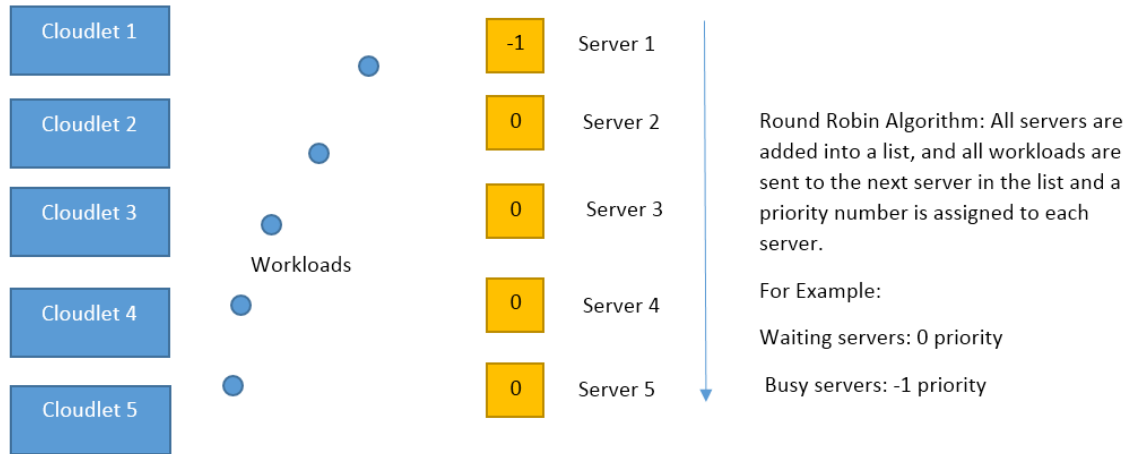 Cloudlet 1
-1
Server 1
Cloudlet 2
0
Server 2
Cloudlet 3
0
Server 3
Workloads
Cloudlet 4
0
Server 4
Cloudlet 5
0
Server 5
Round Robin Algorithm: All servers are
added into a list, and all workloads are
sent to the next server in the list and a
priority number is assigned to each
server.
For Example:
Waiting servers: 0 priority
Busy servers: -1 priority